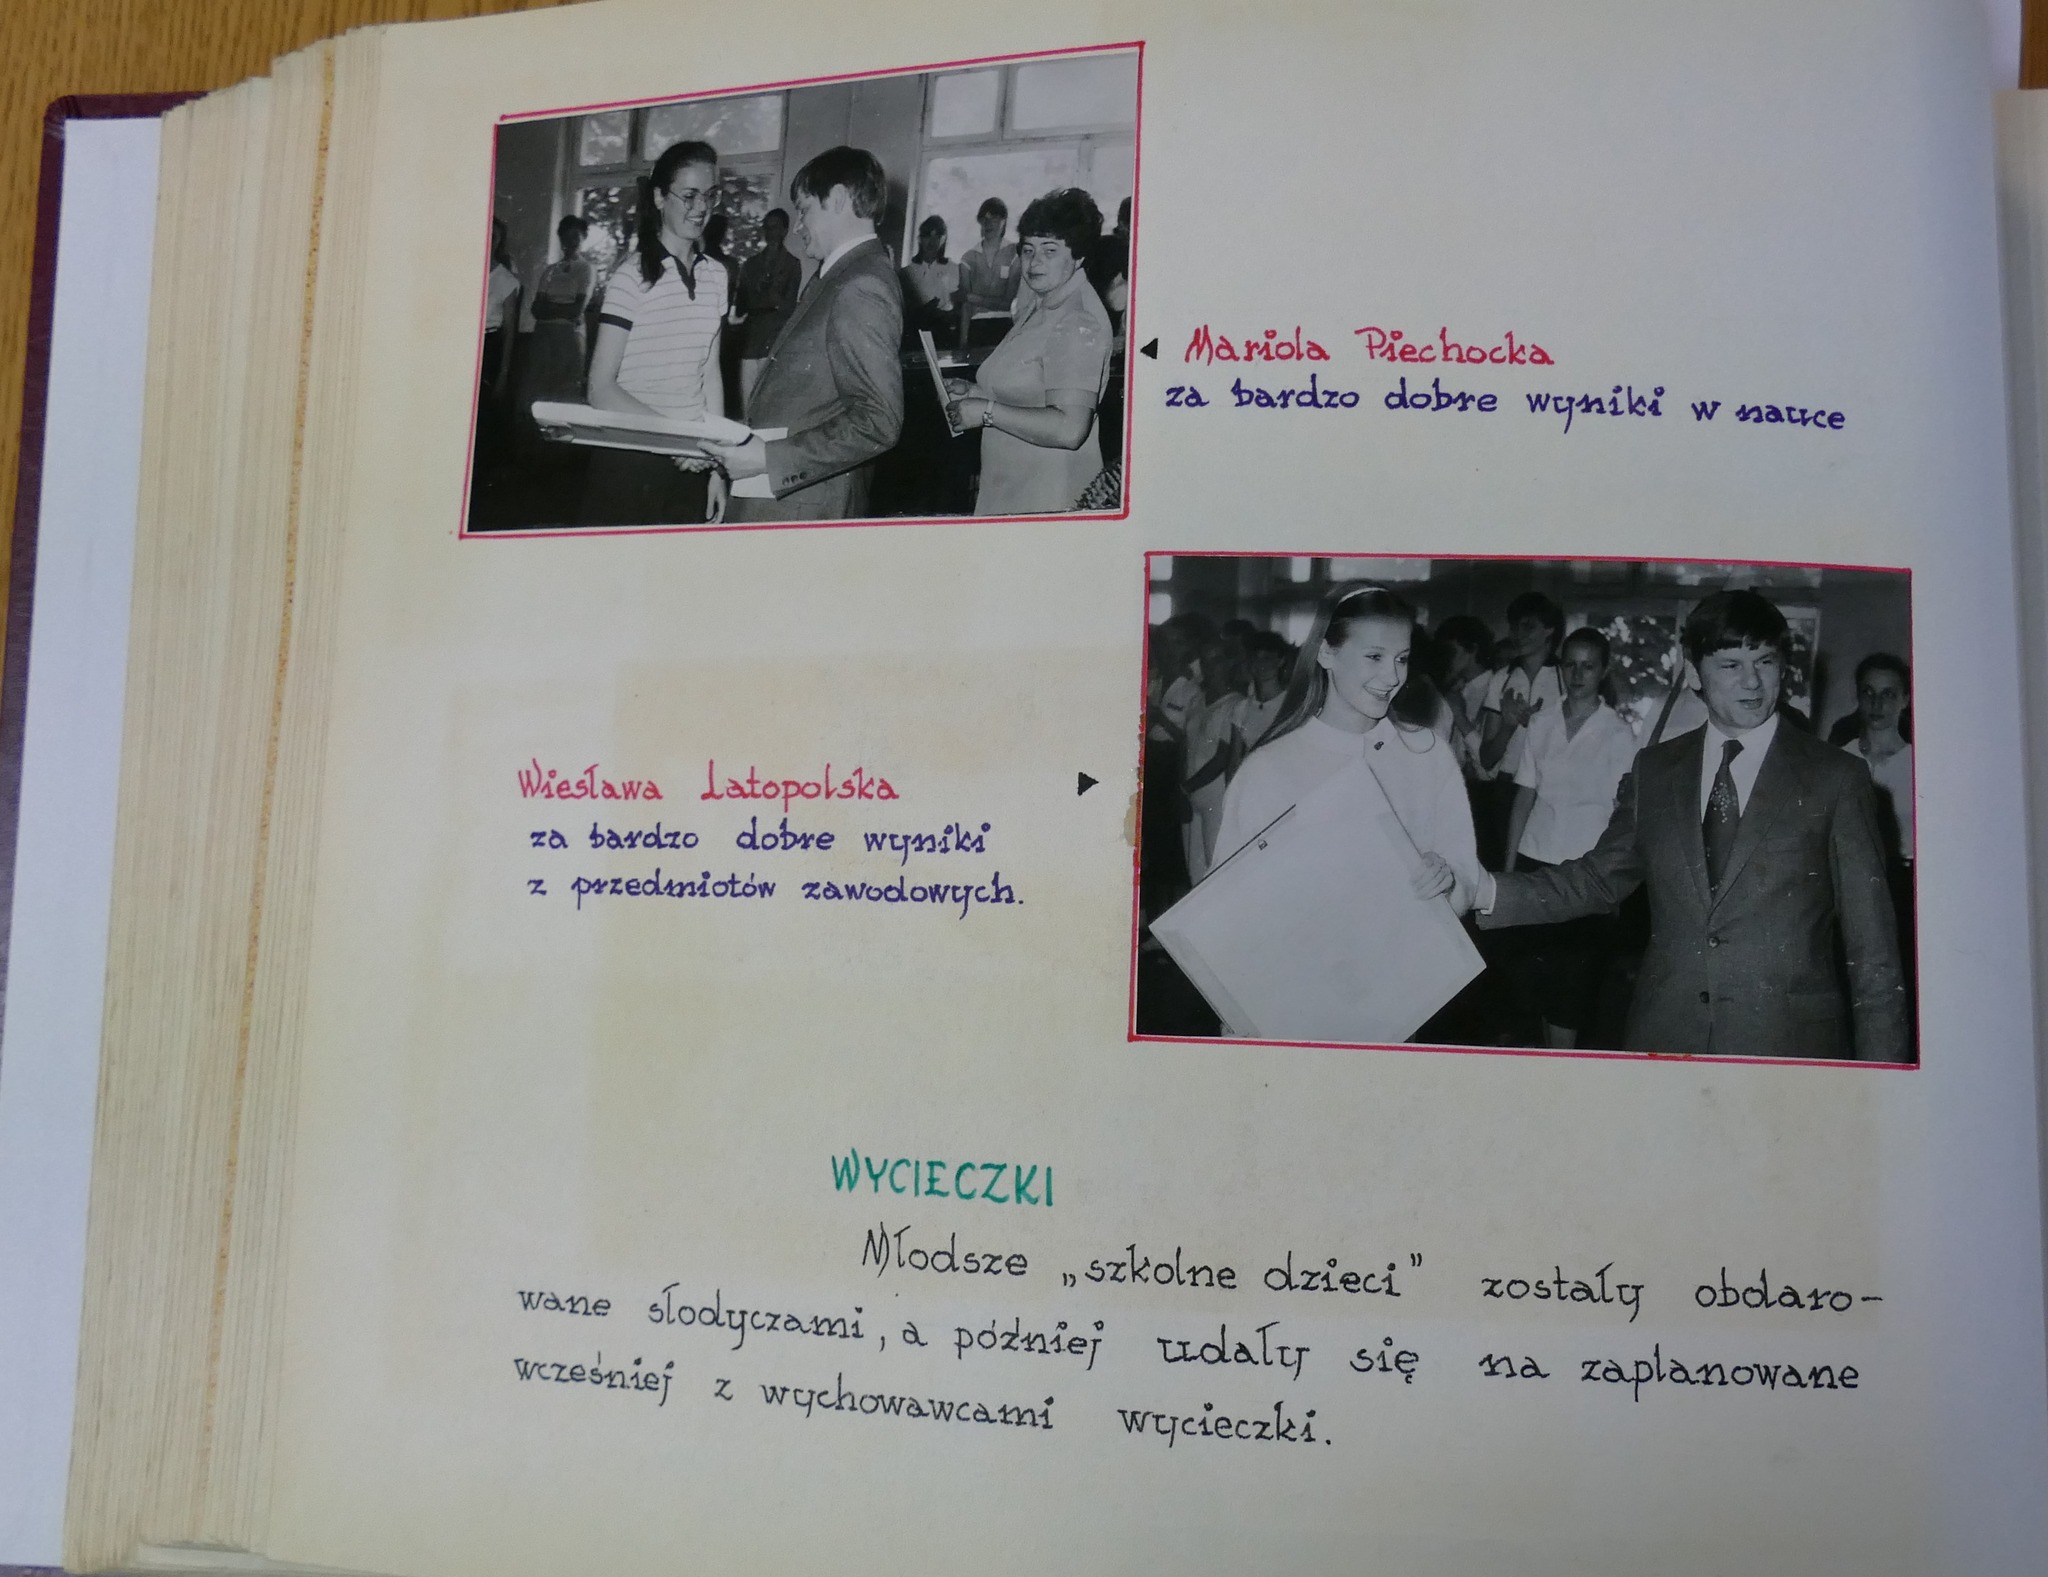 Mariola Piechocka
za bardzo dobre wyniki w nauce
Wiesława Latopolska
za bardzo dobre wyniki
z przedmiotów zawodowych.
WYCIECZKI
Młodsze „szkolne dzieci” zostały obdaro-
wane słodyczami, a później udały się na zaplanowane
wcześniej z wychowawcami wycieczki.